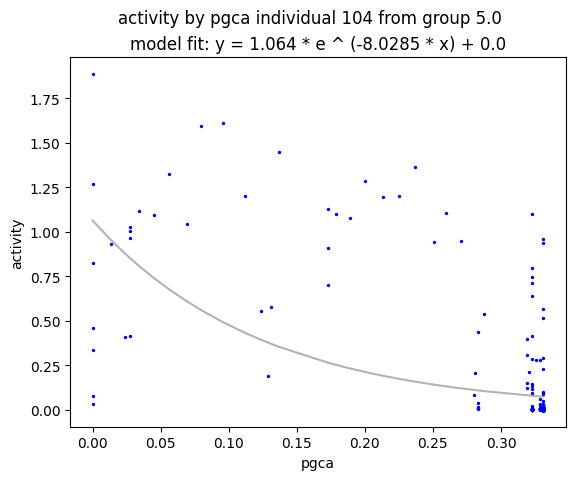 activity by pgca individual 104 from group 5.0
model fit: y = 1.064 * e ^ (-8.0285 * x) + 0.0
1.75
1.50
1.25
1.00
0.75
0.50
0.25
0.00
activity
0.00 0.05 0.10 0.15 0.20 0.25 0.30
pgca